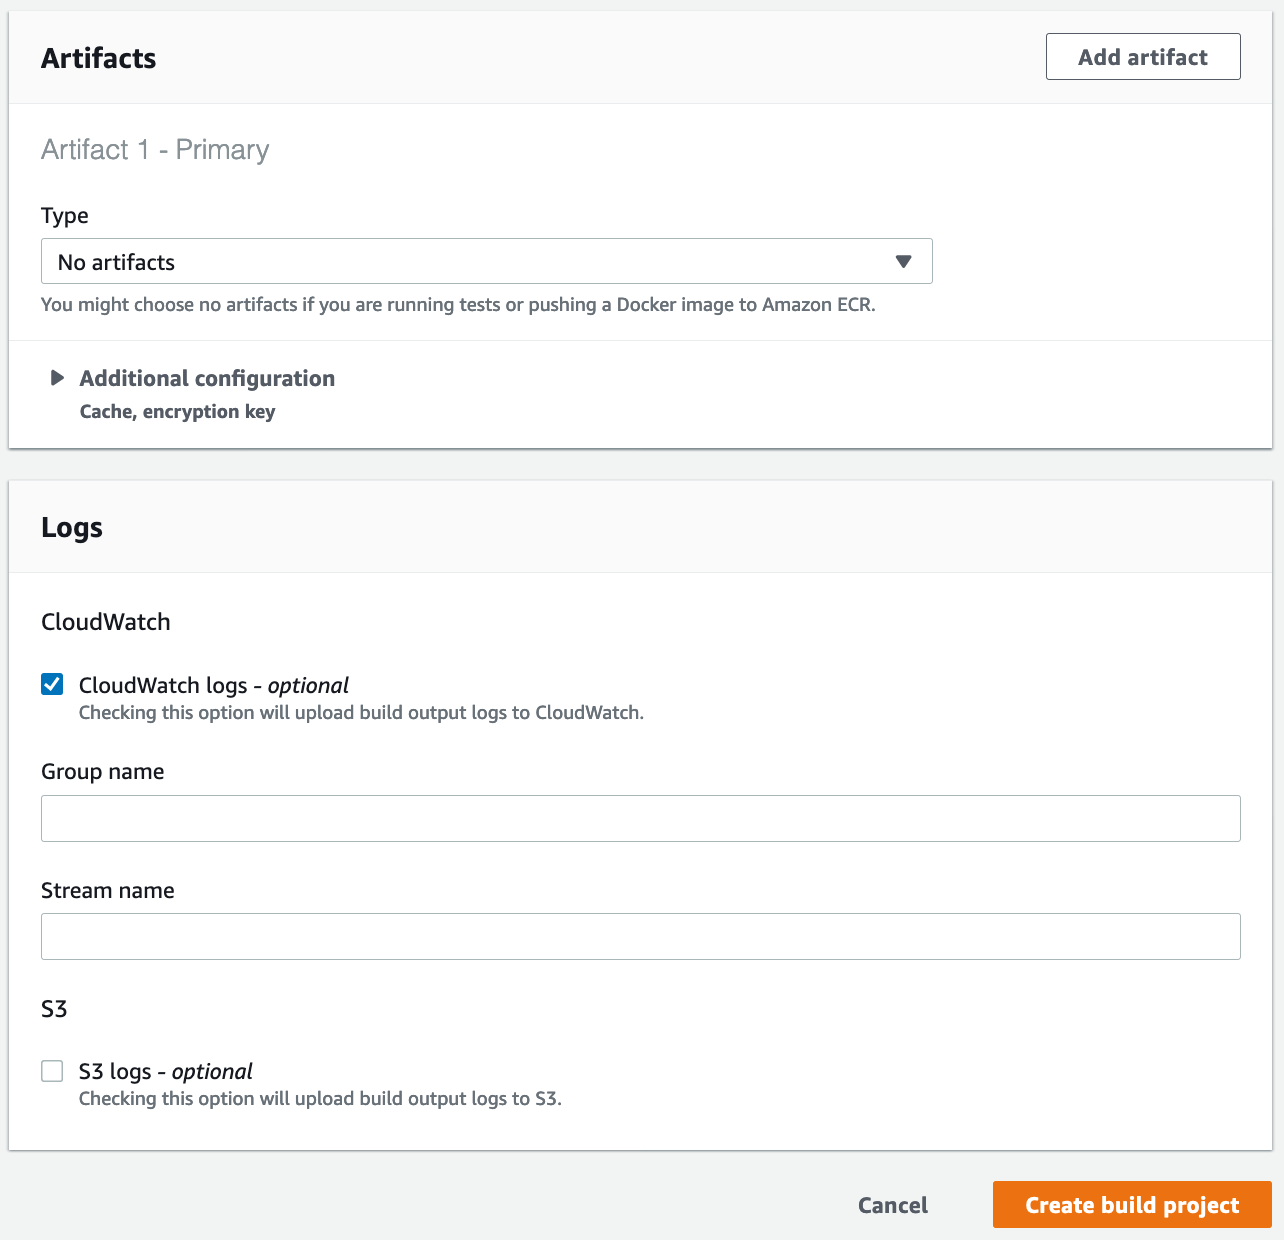 Artifacts
Add artifact
Artifact 1 - Primary
Type
No artifacts
You might choose no artifacts if you are running tests or pushing a Docker image to Amazon ECR.
Additional configuration
Cache, encryption key
Logs
CloudWatch
CloudWatch logs - optional
Checking this option will upload build output logs to CloudWatch.
Group name
Stream name
S3
S3 logs - optional
Checking this option will upload build output logs to S3.
Cancel
Create build project